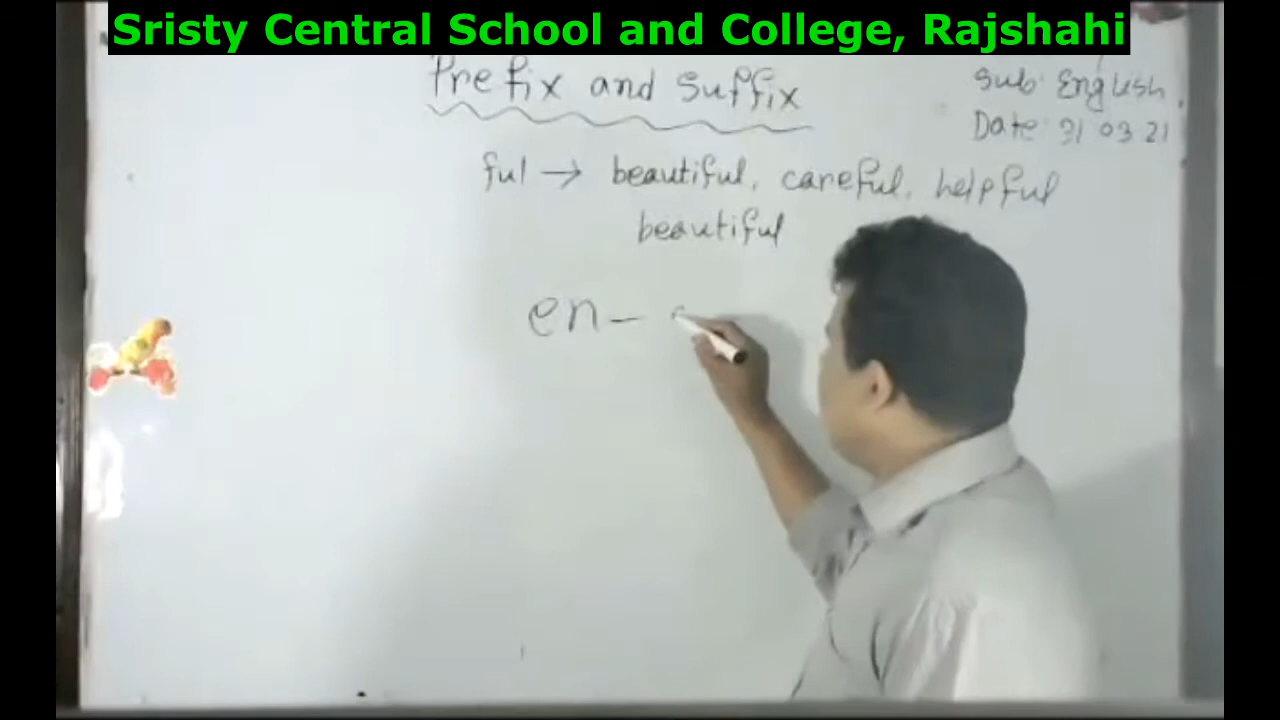 Sristy Central School and College, Rajshahi
Prefix and Suffix
Sub: English.
Date: 31 03 21
ful → beautiful, careful, helpful
beautiful
en –